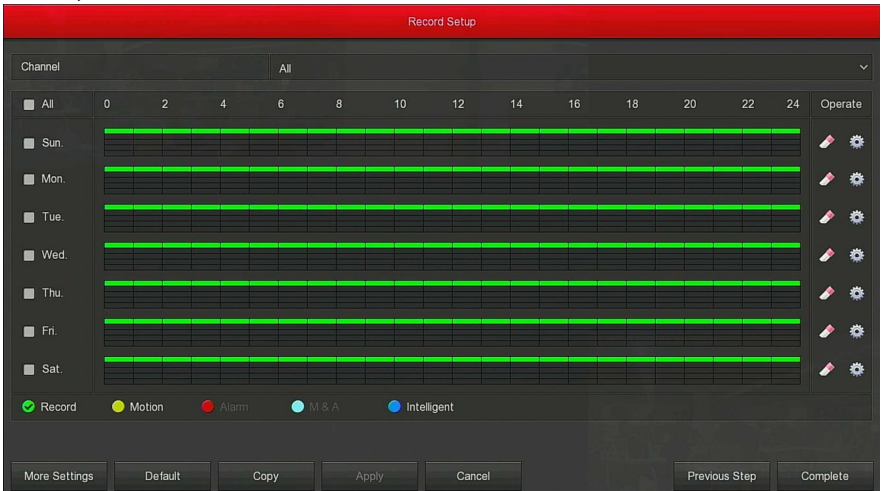 Record Setup
Channel All
All 0 2 4 6 8 10 12 14 16 18 20 22 24 Operate
Sun.
Mon.
Tue.
Wed.
Thu.
Fri.
Sat.
Record Motion Alarm M & A Intelligent
More Settings Default Copy Apply Cancel Previous Step Complete